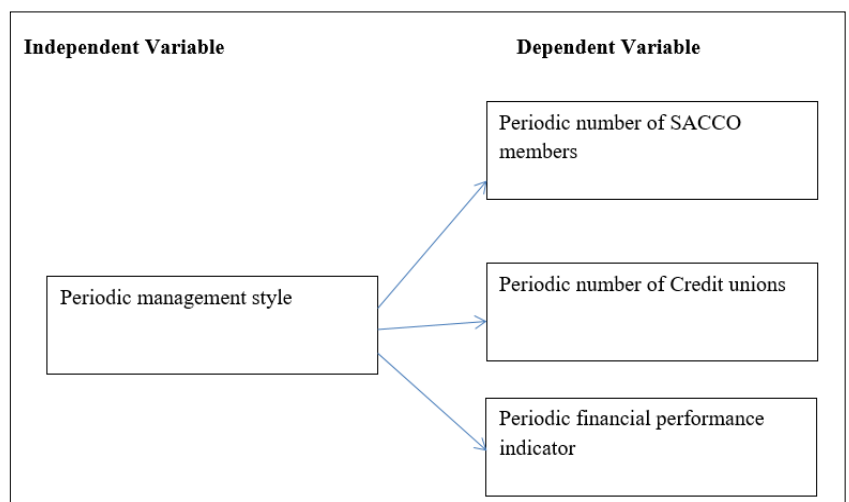 Independent Variable
Dependent Variable
Periodic number of SACCO
members
Periodic management style
Periodic number of Credit unions
Periodic financial performance
indicator